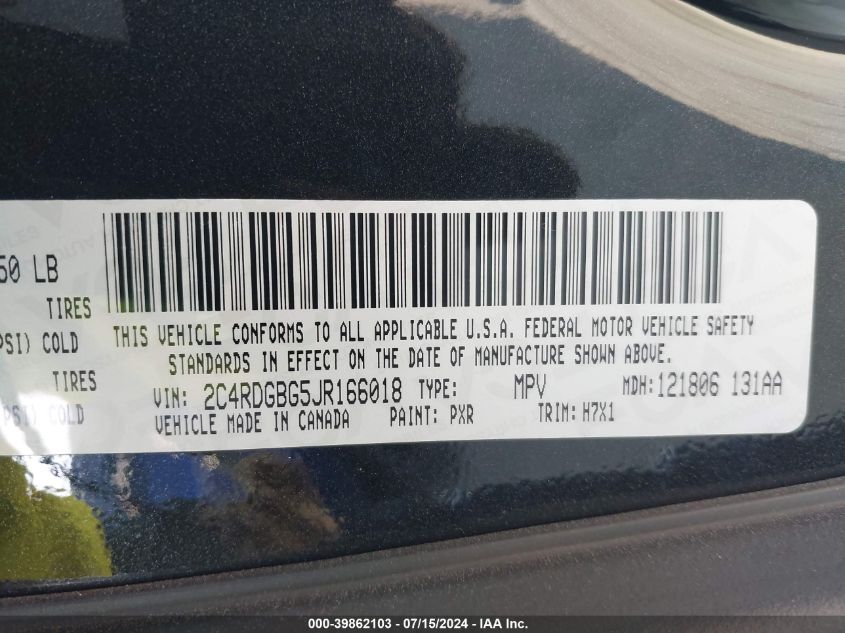 50 LB
TIRES
PSI) COLD
TIRES
PSI) COLD
THIS VEHICLE CONFORMS TO ALL APPLICABLE U.S.A. FEDERAL MOTOR VEHICLE SAFETY
STANDARDS IN EFFECT ON THE DATE OF MANUFACTURE SHOWN ABOVE.
VIN: 2C4RDGBG5JR166018 TYPE: MPV MDH:121806 131AA
VEHICLE MADE IN CANADA PAINT: PXR TRIM: H7X1
000-39862103 - 07/15/2024 - IAA Inc.